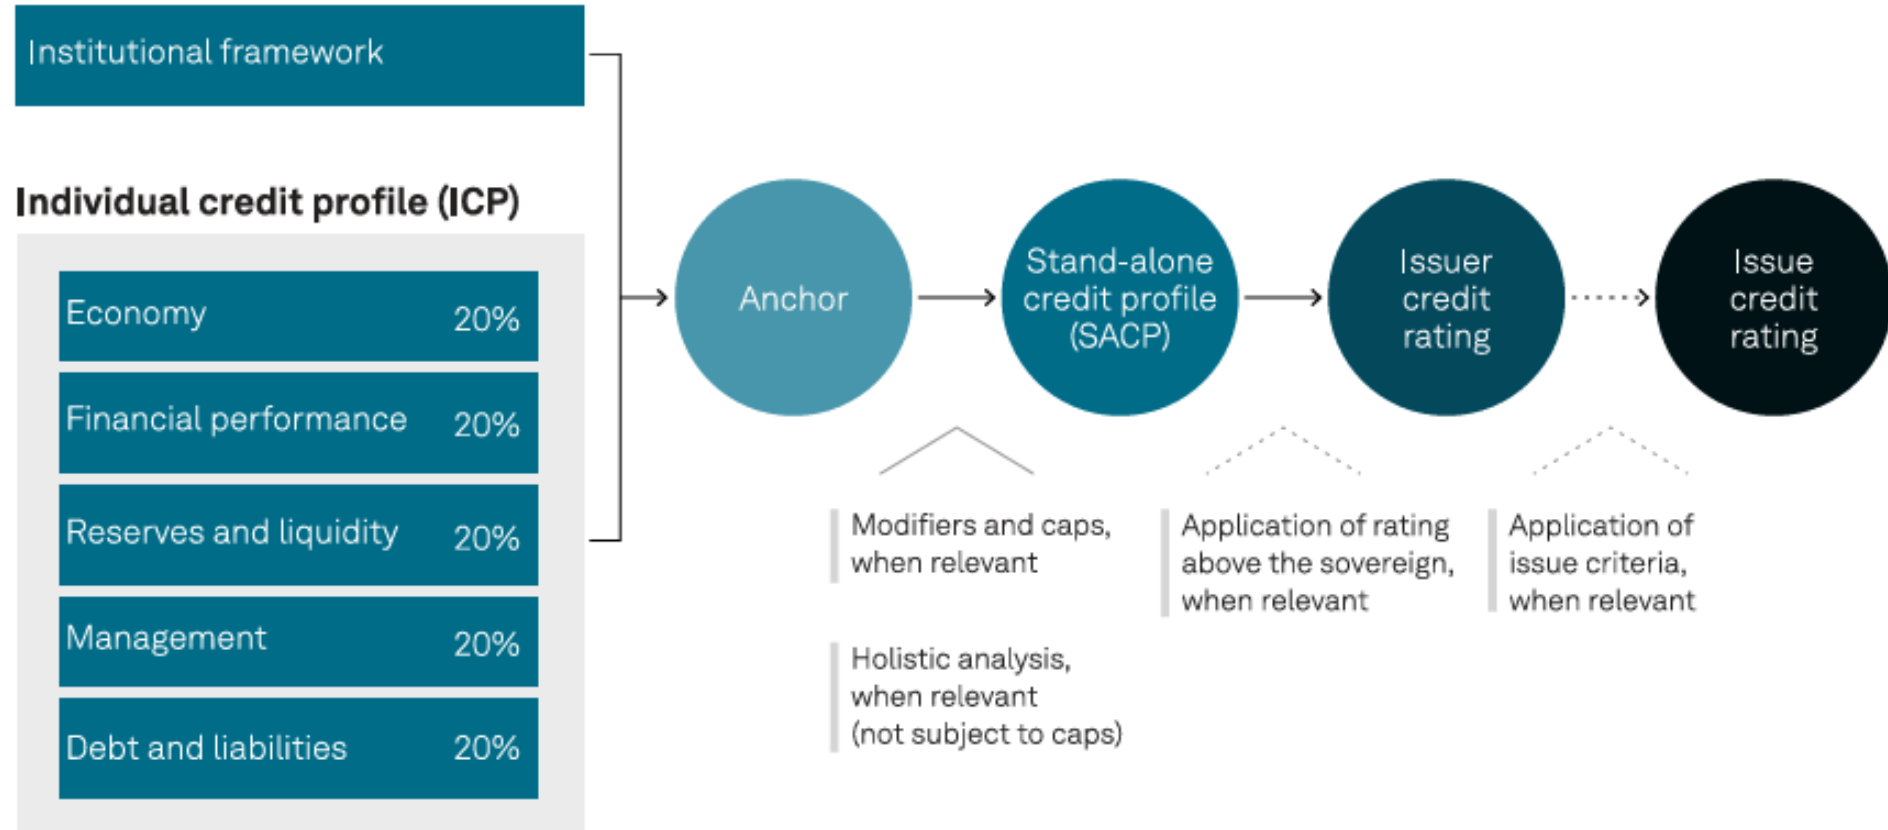 Institutional framework
Individual credit profile (ICP)
Economy 20%
Financial performance 20%
Reserves and liquidity 20%
Management 20%
Debt and liabilities 20%
Anchor
Stand-alone
credit profile
(SACP)
Issuer
credit
rating
Issue
credit
rating
Modifiers and caps,
when relevant
Holistic analysis,
when relevant
(not subject to caps)
Application of rating
above the sovereign,
when relevant
Application of
issue criteria,
when relevant